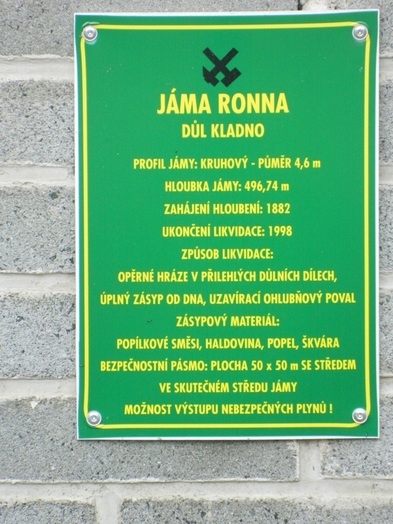 JÁMA RONNA
DŮL KLADNO
PROFIL JÁMY: KRUHOVÝ - PŮMĚR 4,6 m
HLOUBKA JÁMY: 496,74 m
ZAHÁJENÍ HLOUBENÍ: 1882
UKONČENÍ LIKVIDACE: 1998
ZPŮSOB LIKVIDACE:
OPĚRNÉ HRÁZE V PŘILEHLÝCH DŮLNÍCH DÍLECH,
ÚPLNÝ ZÁSYP OD DNA, UZAVÍRACÍ OHLUBŇOVÝ POVAL
ZÁSYPOVÝ MATERIÁL:
POPÍLKOVÉ SMĚSI, HALDOVINA, POPEL, ŠKVÁRA
BEZPEČNOSTNÍ PÁSMO: PLOCHA 50 x 50 m SE STŘEDEM
VE SKUTEČNÉM STŘEDU JÁMY
MOŽNOST VÝSTUPU NEBEZPEČNÝCH PLYNŮ !